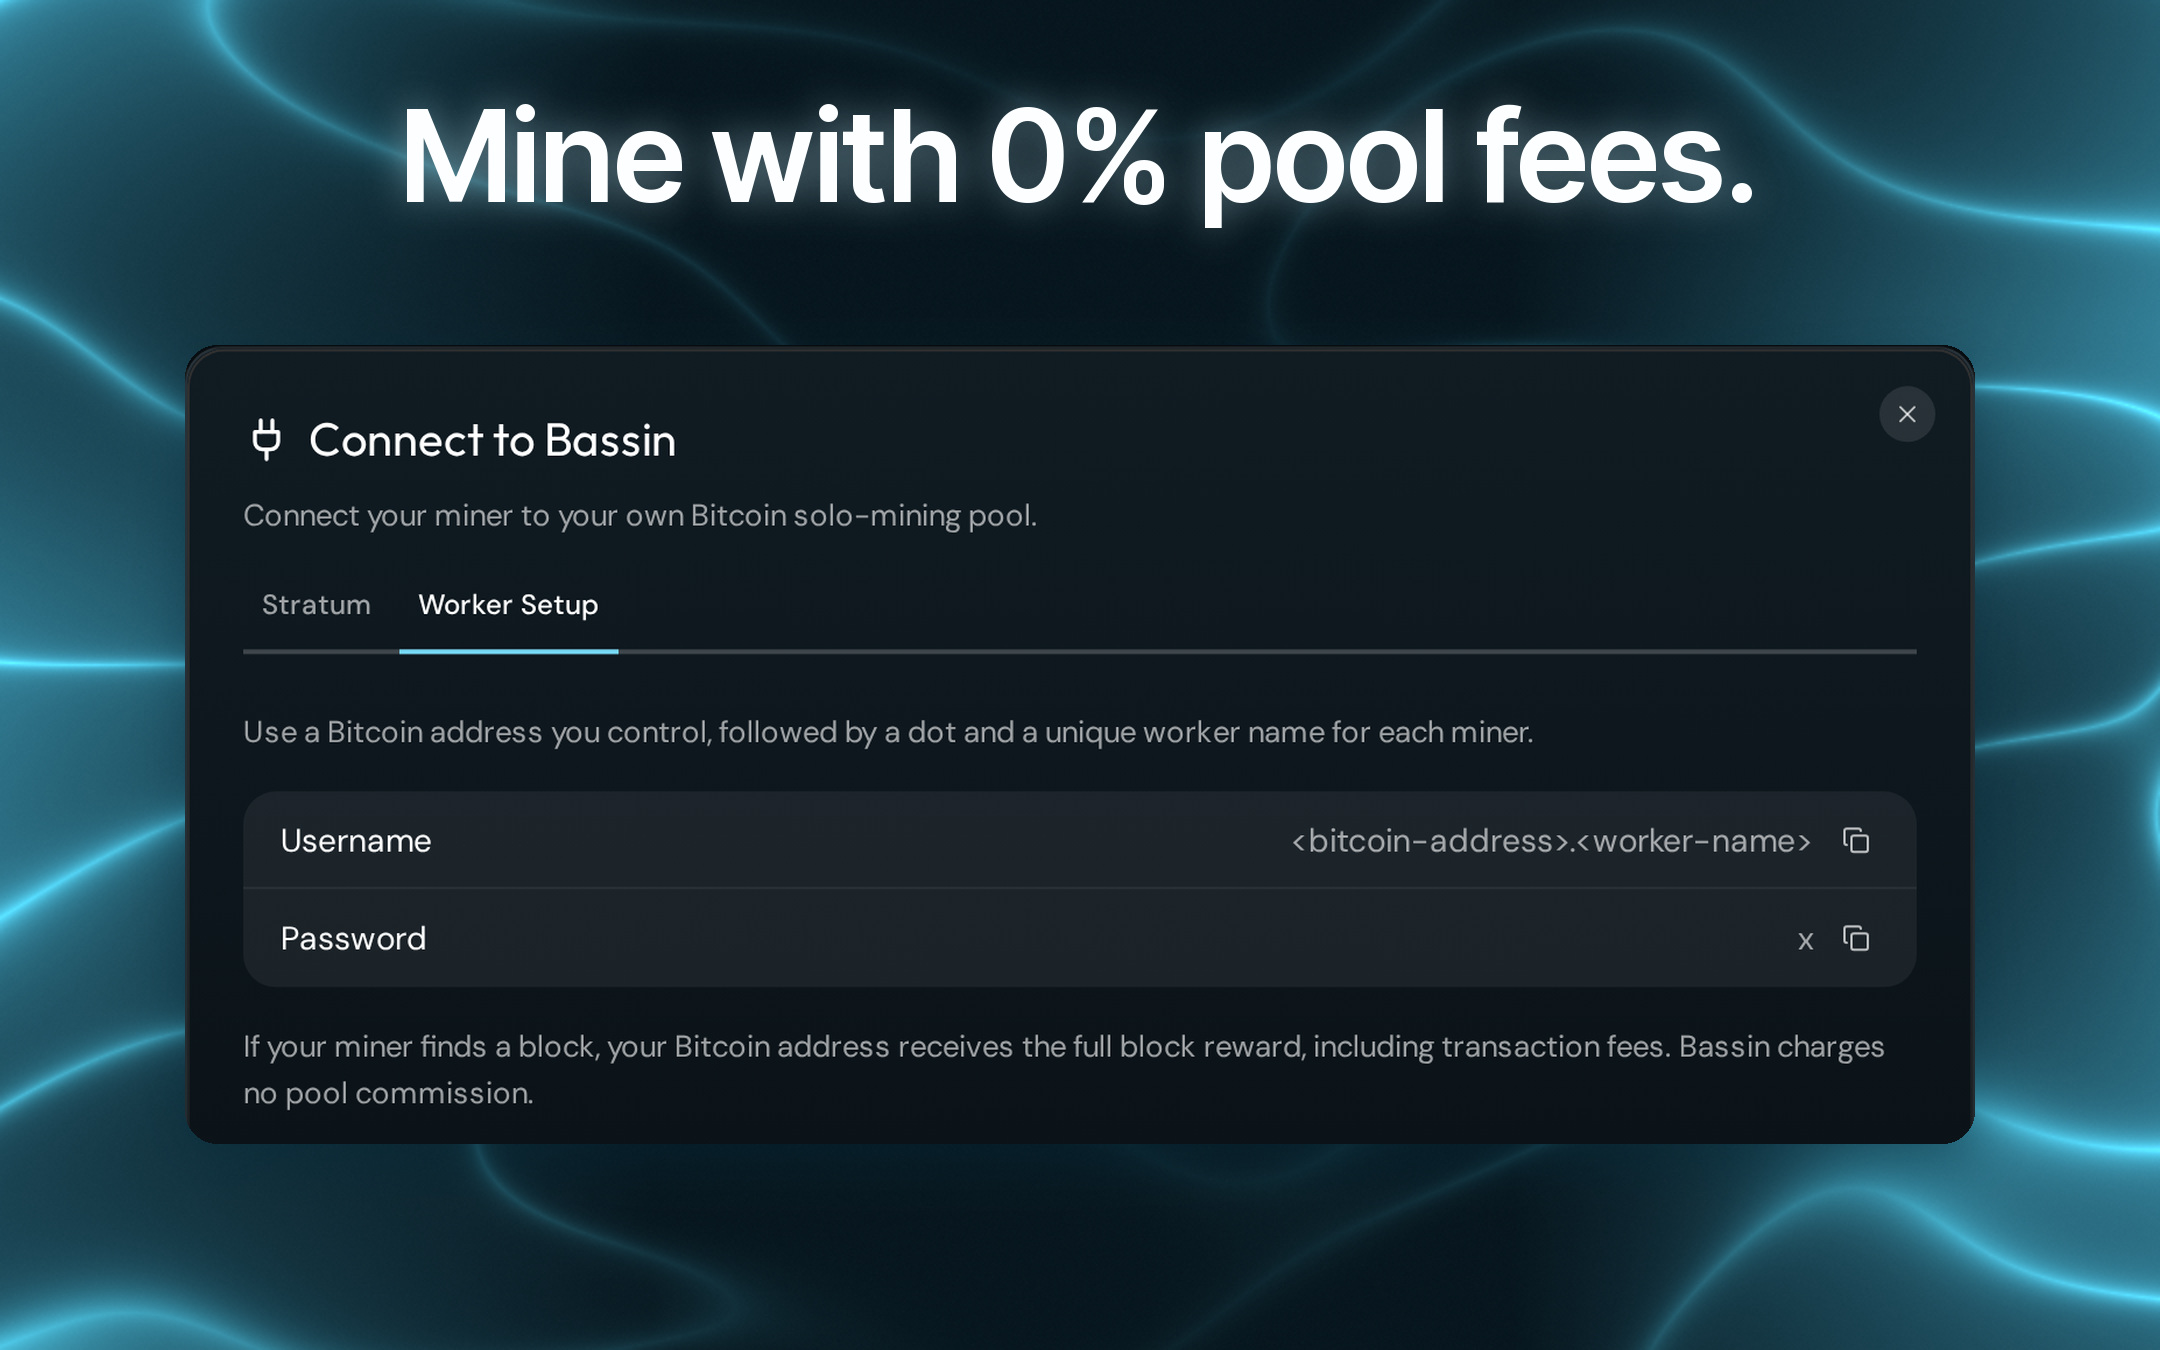 Mine with 0% pool fees.
Connect to Bassin
Connect your miner to your own Bitcoin solo-mining pool.
Stratum
Worker Setup
Use a Bitcoin address you control, followed by a dot and a unique worker name for each miner.
Username
<bitcoin-address>.<worker-name>
Password
x
If your miner finds a block, your Bitcoin address receives the full block reward, including transaction fees. Bassin charges
no pool commission.